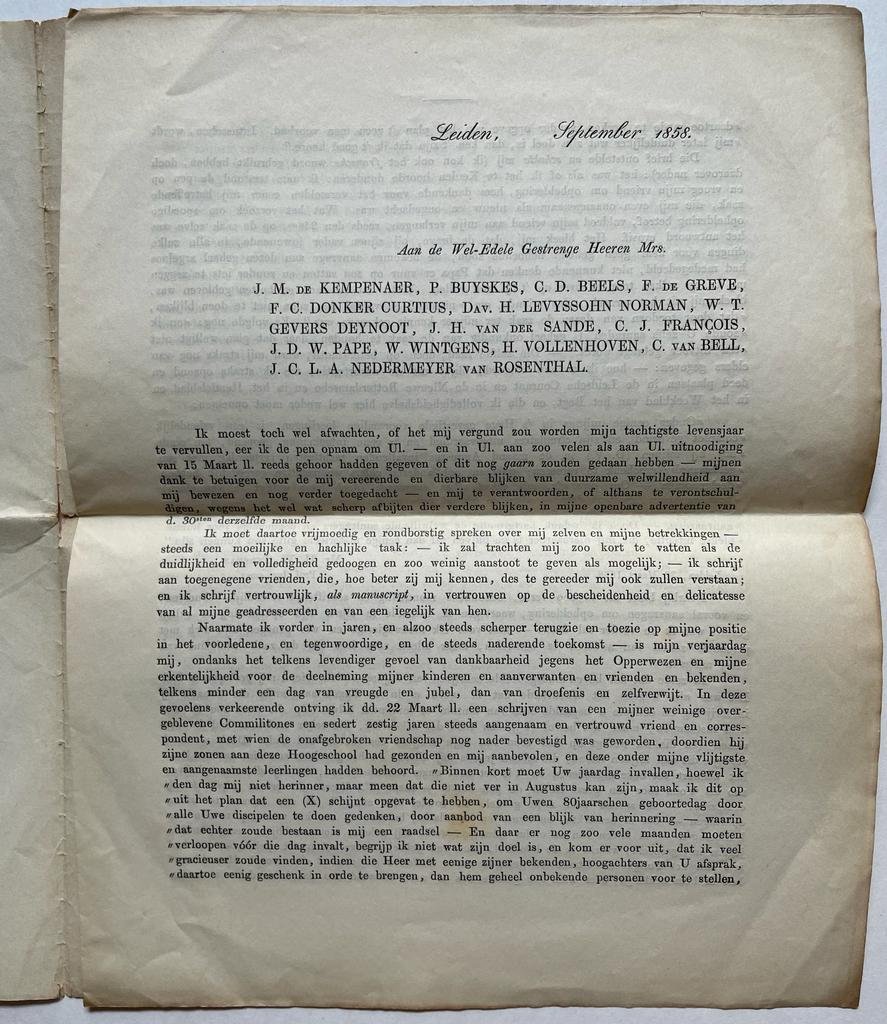 Leiden, September 1858.
Aan de Wel-Edele Gestrenge Heeren Mrs.
J. M. DE KEMPENAER, P. BUYSKES, C. D. BEELS, F. DE GREVE,
F. C. DONKER CURTIUS, DAV. H. LEVYSSOHN NORMAN, W. T.
GEVERS DEYNOOT, J. H. VAN DER SANDE, C. J. FRANÇOIS,
J. D. W. PAPE, W. WINTGENS, H. VOLLENHOVEN, C. VAN BELL,
J. C. L. A. NEDERMEYER VAN ROSENTHAL.
Ik moest toch wel afwachten, of het mij vergund zou worden mijn tachtigste levensjaar
te vervullen, eer ik de pen opnam om Ul. — en in Ul. aan zoo velen als aan Ul. uitnoodiging
van 15 Maart ll. reeds gehoor hadden gegeven of dit nog gaarn zouden gedaan hebben — mijnen
dank te betuigen voor de mij vereerende en dierbare blijken van duurzame welwillendheid aan
mij bewezen en nog verder toegedacht — en mij te verantwoorden, of althans te verontschul-
digen, wegens het wel wat scherp afbijten dier verdere blijken, in mijne openbare advertentie van
d. 30sten derzelfde maand.
Ik moet daartoe vrijmoedig en rondborstig spreken over mij zelven en mijne betrekkingen —
steeds een moeilijke en hachlijke taak: — ik zal trachten mij zoo kort te vatten als de
duidlijkheid en volledigheid gedoogen en zoo weinig aanstoot te geven als mogelijk; — ik schrijf
aan toegenegene vrienden, die, hoe beter zij mij kennen, des te gereeder mij ook zullen verstaan;
en ik schrijf vertrouwlijk, als manuscript, in vertrouwen op de bescheidenheid en delicatesse
van al mijne geadresseerden en van een iegelijk van hen.
Naarmate ik vorder in jaren, en alzoo steeds scherper terugzie en toezie op mijne positie
in het voorledene, en tegenwoordige, en de steeds naderende toekomst — is mijn verjaardag
mij, ondanks het telkens levendiger gevoel van dankbaarheid jegens het Opperwezen en mijne
erkentelijkheid voor de deelneming mijner kinderen en aanverwanten en vrienden en bekenden,
telkens minder een dag van vreugde en jubel, dan van droefenis en zelfverwijt. In deze
gevoelens verkeerende ontving ik dd. 22 Maart ll. een schrijven van een mijner weinige over-
geblevene Commilitones en sedert zestig jaren steeds aangenaam en vertrouwd vriend en corres-
pondent, met wien de onafgebroken vriendschap nog nader bevestigd was geworden, doordien hij
zijne zonen aan deze Hoogeschool had gezonden en mij aanbevolen, en deze onder mijne vlijtigste
en aangenaamste leerlingen hadden behoord. „Binnen kort moet Uw jaardag invallen, hoewel ik
„den dag mij niet herinner, maar meen dat die niet ver in Augustus kan zijn, maak ik dit op
„uit het plan dat een (X) schijnt opgevat te hebben, om Uwen 80jaarschen geboortedag door
„alle Uwe discipelen te doen gedenken, door aanbod van een blijk van herinnering — waarin
„dat echter zoude bestaan is mij een raadsel — En daar er nog zoo vele maanden moeten
„verloopen vóór die dag invalt, begrijp ik niet wat zijn doel is, en kom er voor uit, dat ik veel
„gracieuser zoude vinden, indien die Heer met eenige zijner bekenden, hoogachters van U afsprak,
„daartoe eenig geschenk in orde te brengen, dan hem geheel onbekende personen voor te stellen,